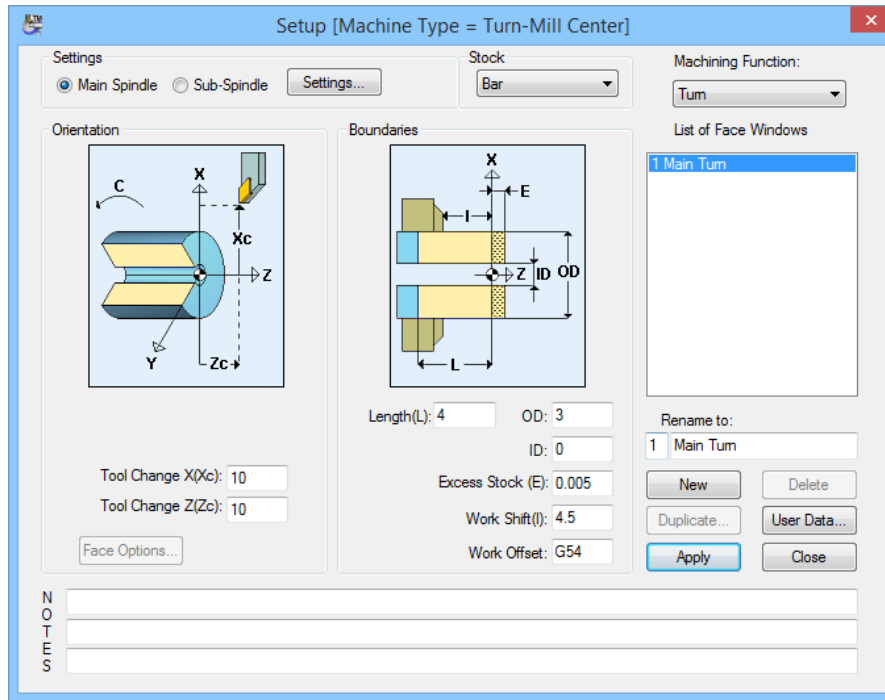 Setup [Machine Type = Turn-Mill Center]
Settings
Main Spindle
Sub-Spindle
Settings...
Stock
Bar
Machining Function:
Turn
Orientation
C
X
Xc
Z
Y
Zc
Boundaries
X
E
I
Z
ID
OD
L
Length(L): 4
OD: 3
ID: 0
Excess Stock (E): 0.005
Work Shift(I): 4.5
Work Offset: G54
Tool Change X(Xc): 10
Tool Change Z(Zc): 10
Face Options...
List of Face Windows
1 Main Turn
Rename to:
1 Main Turn
New
Delete
Duplicate...
User Data...
Apply
Close
NOTES